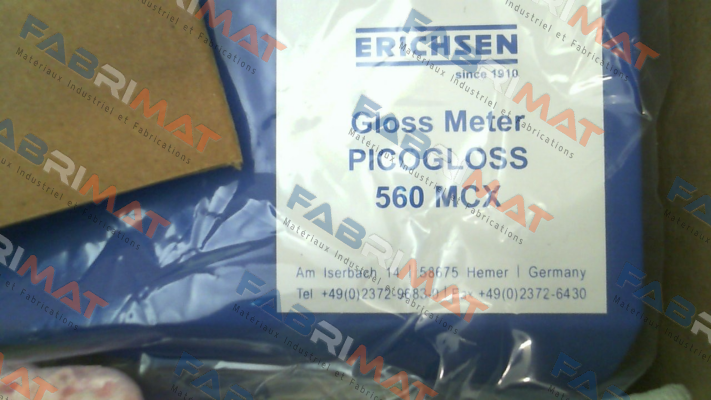 ERICHSEN
since 1910
Gloss Meter
PICOGLOSS
560 MCX
Am Iserbach 14 | 58675 Hemer | Germany
Tel +49(0)2372-9683-0 | Fax +49(0)2372-6430
FABRIMAT
Materiaux Industriel et Fabrications